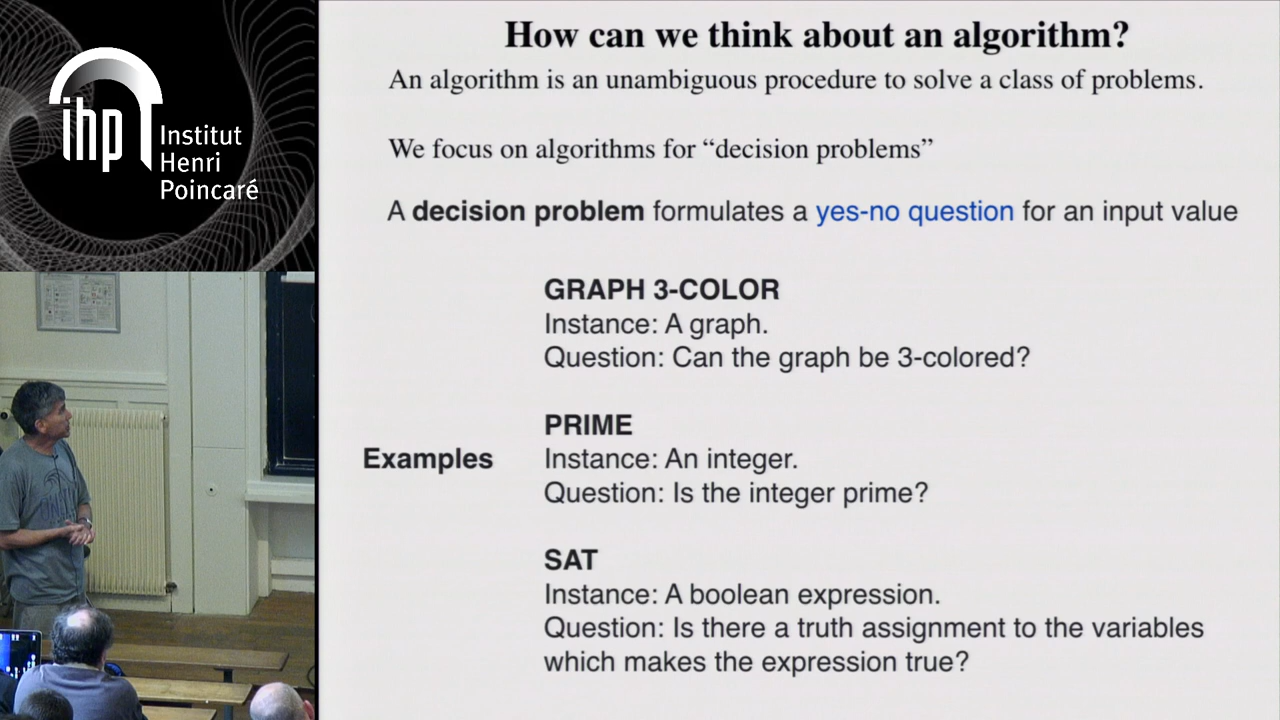 ihp
Institut
Henri
Poincaré
How can we think about an algorithm?
An algorithm is an unambiguous procedure to solve a class of problems.
We focus on algorithms for “decision problems”
A decision problem formulates a yes-no question for an input value
GRAPH 3-COLOR
Instance: A graph.
Question: Can the graph be 3-colored?
PRIME
Examples
Instance: An integer.
Question: Is the integer prime?
SAT
Instance: A boolean expression.
Question: Is there a truth assignment to the variables
which makes the expression true?